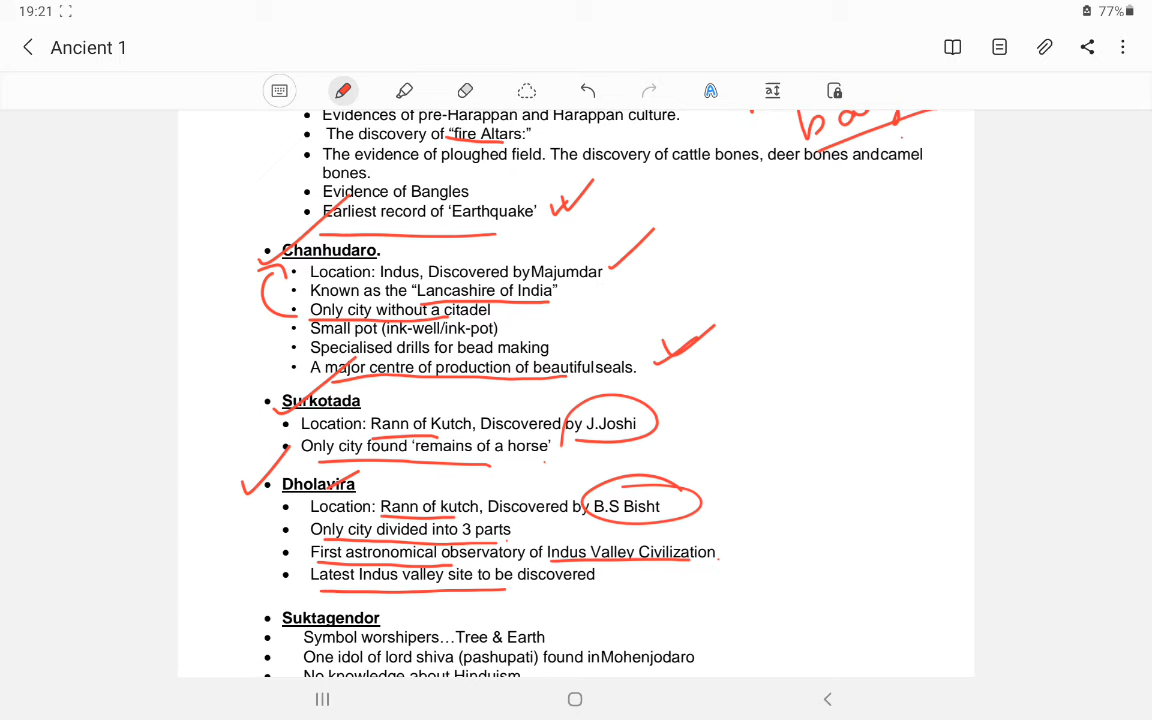 19:21
77%
Ancient 1
• Evidences of pre-Harappan and Harappan culture.
• The discovery of “fire Altars:”
• The evidence of ploughed field. The discovery of cattle bones, deer bones andcamel
bones.
• Evidence of Bangles
• Earliest record of ‘Earthquake’
• Chanhudaro.
• Location: Indus, Discovered byMajumdar
• Known as the “Lancashire of India”
• Only city without a citadel
• Small pot (ink-well/ink-pot)
• Specialised drills for bead making
• A major centre of production of beautifulseals.
• Surkotada
• Location: Rann of Kutch, Discovered by J.Joshi
• Only city found ‘remains of a horse’
• Dholavira
• Location: Rann of kutch, Discovered by B.S Bisht
• Only city divided into 3 parts
• First astronomical observatory of Indus Valley Civilization
• Latest Indus valley site to be discovered
• Suktagendor
• Symbol worshipers…Tree & Earth
• One idol of lord shiva (pashupati) found inMohenjodaro
• No knowledge about Hinduism